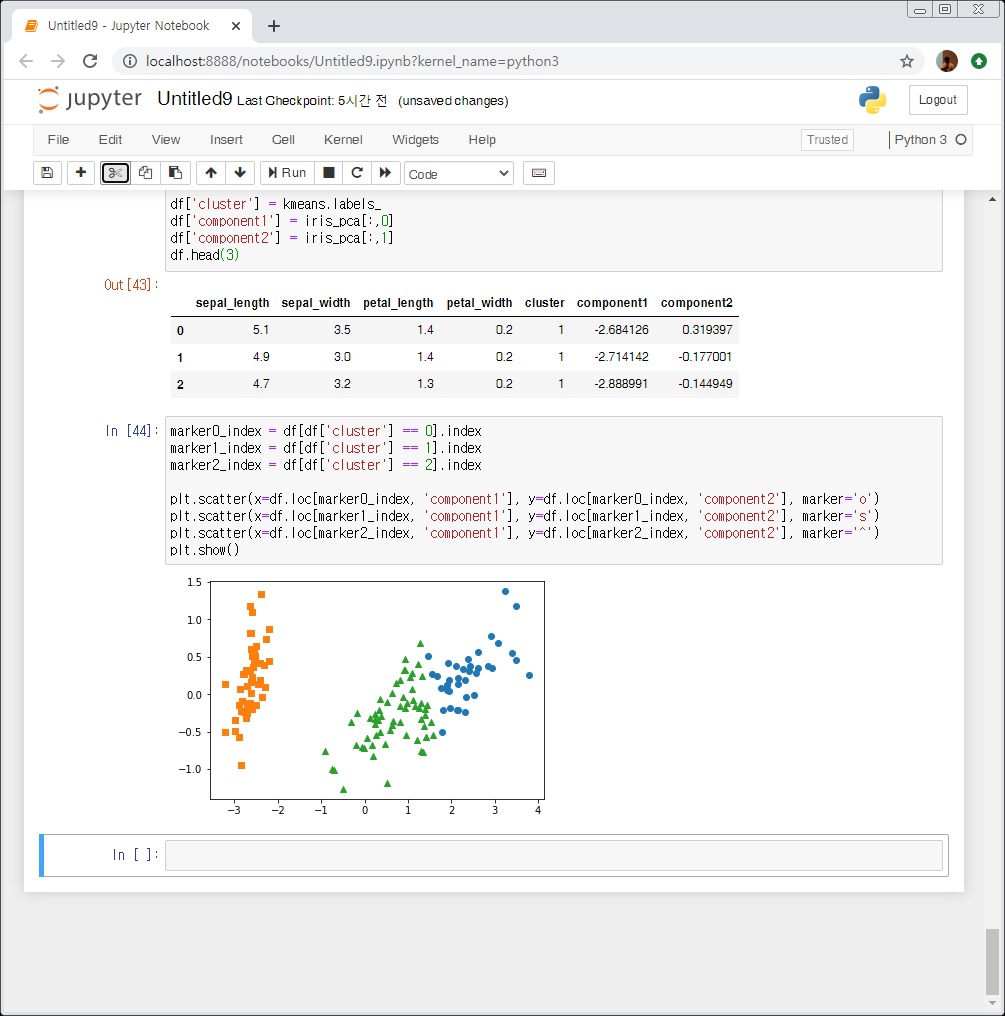 Untitled9 - Jupyter Notebook
localhost:8888/notebooks/Untitled9.ipynb?kernel_name=python3
jupyter Untitled9 Last Checkpoint: 5시간 전 (unsaved changes) Logout
File Edit View Insert Cell Kernel Widgets Help Trusted Python 3
Run Code
df['cluster'] = kmeans.labels_
df['component1'] = iris_pca[:,0]
df['component2'] = iris_pca[:,1]
df.head(3)
Out [43]:
sepal_length sepal_width petal_length petal_width cluster component1 component2
0 5.1 3.5 1.4 0.2 1 -2.684126 0.319397
1 4.9 3.0 1.4 0.2 1 -2.714142 -0.177001
2 4.7 3.2 1.3 0.2 1 -2.888991 -0.144949
In [44]: marker0_index = df[df['cluster'] == 0].index
marker1_index = df[df['cluster'] == 1].index
marker2_index = df[df['cluster'] == 2].index
plt.scatter(x=df.loc[marker0_index, 'component1'], y=df.loc[marker0_index, 'component2'], marker='o')
plt.scatter(x=df.loc[marker1_index, 'component1'], y=df.loc[marker1_index, 'component2'], marker='s')
plt.scatter(x=df.loc[marker2_index, 'component1'], y=df.loc[marker2_index, 'component2'], marker='^')
plt.show()
1.5
1.0
0.5
0.0
−0.5
−1.0
−3 −2 −1 0 1 2 3 4
In [ ]: